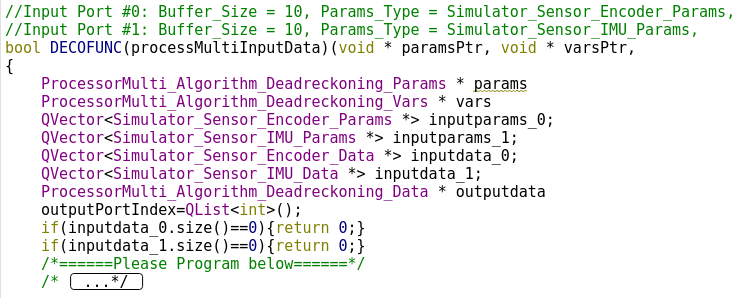 //Input Port #0: Buffer_Size = 10, Params_Type = Simulator_Sensor_Encoder_Params,
//Input Port #1: Buffer_Size = 10, Params_Type = Simulator_Sensor_IMU_Params,
bool DECOFUNC(processMultiInputData)(void * paramsPtr, void * varsPtr,
{
    ProcessorMulti_Algorithm_Deadreckoning_Params * params
    ProcessorMulti_Algorithm_Deadreckoning_Vars * vars
    QVector<Simulator_Sensor_Encoder_Params *> inputparams_0;
    QVector<Simulator_Sensor_IMU_Params *> inputparams_1;
    QVector<Simulator_Sensor_Encoder_Data *> inputdata_0;
    QVector<Simulator_Sensor_IMU_Data *> inputdata_1;
    ProcessorMulti_Algorithm_Deadreckoning_Data * outputdata
    outputPortIndex=QList<int>();
    if(inputdata_0.size()==0){return 0;}
    if(inputdata_1.size()==0){return 0;}
    /*======Please Program below======*/
    /* ...*/